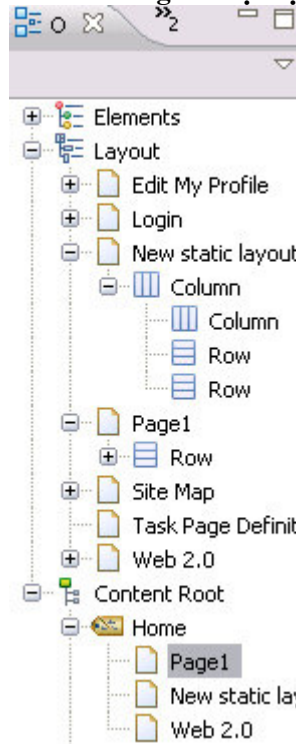 o
»2
Elements
Layout
Edit My Profile
Login
New static layout
Column
Column
Row
Row
Page1
Row
Site Map
Task Page Definit
Web 2.0
Content Root
Home
Page1
New static lay
Web 2.0